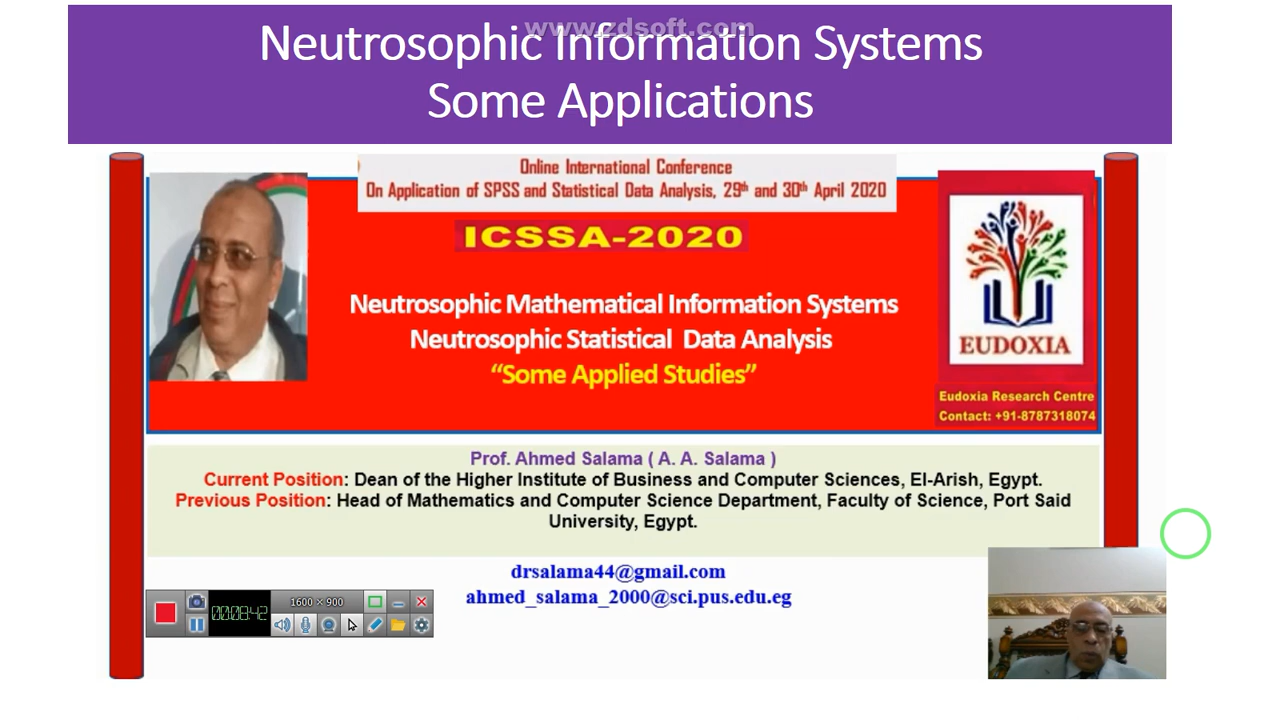 www.zdsoft.com
Neutrosophic Information Systems
Some Applications
Online International Conference
On Application of SPSS and Statistical Data Analysis, 29th and 30th April 2020
ICSSA-2020
Neutrosophic Mathematical Information Systems
Neutrosophic Statistical Data Analysis
“Some Applied Studies”
EUDOXIA
Eudoxia Research Centre
Contact: +91-8787318074
Prof. Ahmed Salama ( A. A. Salama )
Current Position: Dean of the Higher Institute of Business and Computer Sciences, El-Arish, Egypt.
Previous Position: Head of Mathematics and Computer Science Department, Faculty of Science, Port Said
University, Egypt.
drsalama44@gmail.com
ahmed_salama_2000@sci.pus.edu.eg
000:08:42
1600 × 900